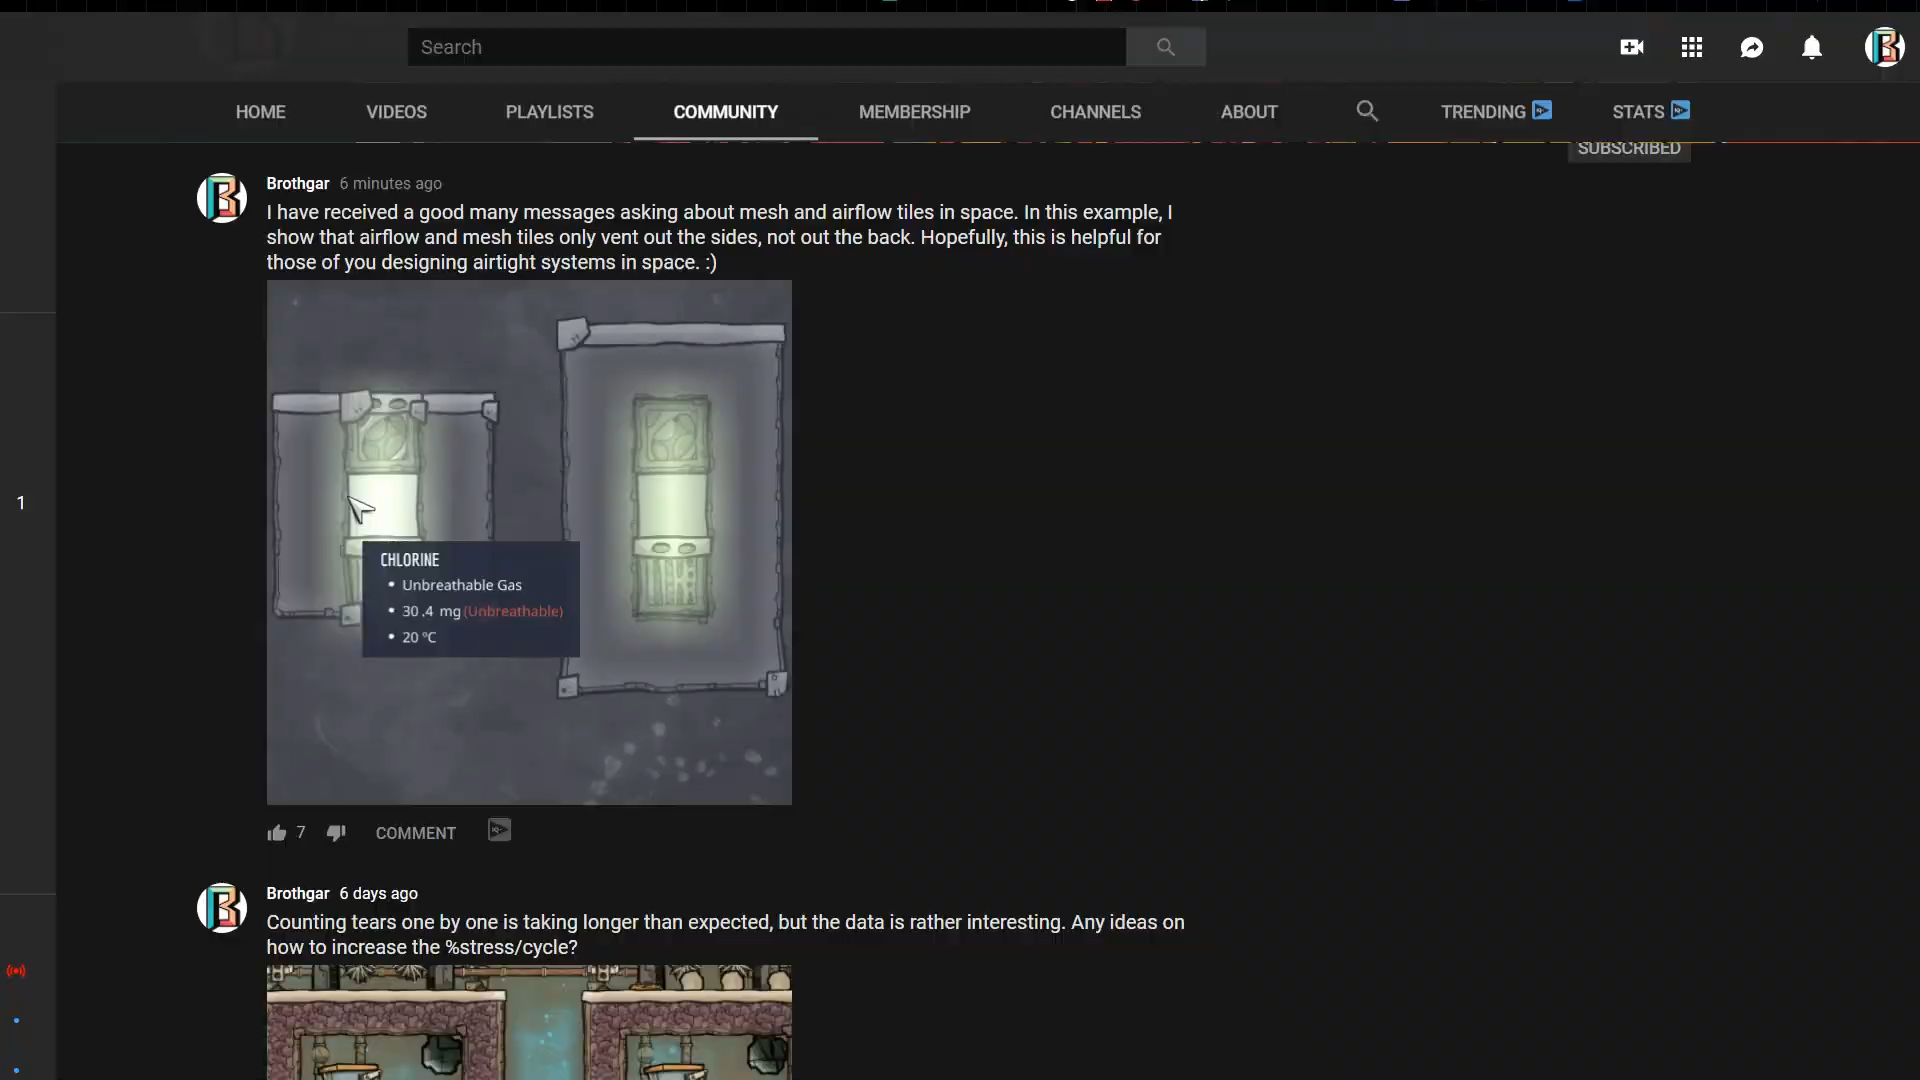 Search
HOME
VIDEOS
PLAYLISTS
COMMUNITY
MEMBERSHIP
CHANNELS
ABOUT
TRENDING
STATS
SUBSCRIBED
Brothgar 6 minutes ago
I have received a good many messages asking about mesh and airflow tiles in space. In this example, I
show that airflow and mesh tiles only vent out the sides, not out the back. Hopefully, this is helpful for
those of you designing airtight systems in space. :)
1
CHLORINE
• Unbreathable Gas
• 30.4 mg (Unbreathable)
• 20 ºC
7
COMMENT
Brothgar 6 days ago
Counting tears one by one is taking longer than expected, but the data is rather interesting. Any ideas on
how to increase the %stress/cycle?